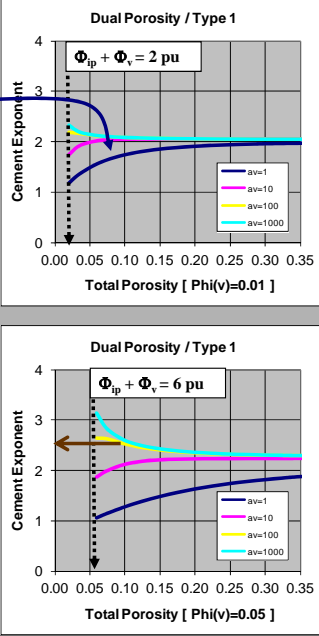 Dual Porosity / Type 1
Φip + Φv = 2 pu
Cement Exponent
4
3
2
1
0
av=1
av=10
av=100
av=1000
0.00 0.05 0.10 0.15 0.20 0.25 0.30 0.35
Total Porosity [ Phi(v)=0.01 ]
Dual Porosity / Type 1
Φip + Φv = 6 pu
Cement Exponent
4
3
2
1
0
av=1
av=10
av=100
av=1000
0.00 0.05 0.10 0.15 0.20 0.25 0.30 0.35
Total Porosity [ Phi(v)=0.05 ]